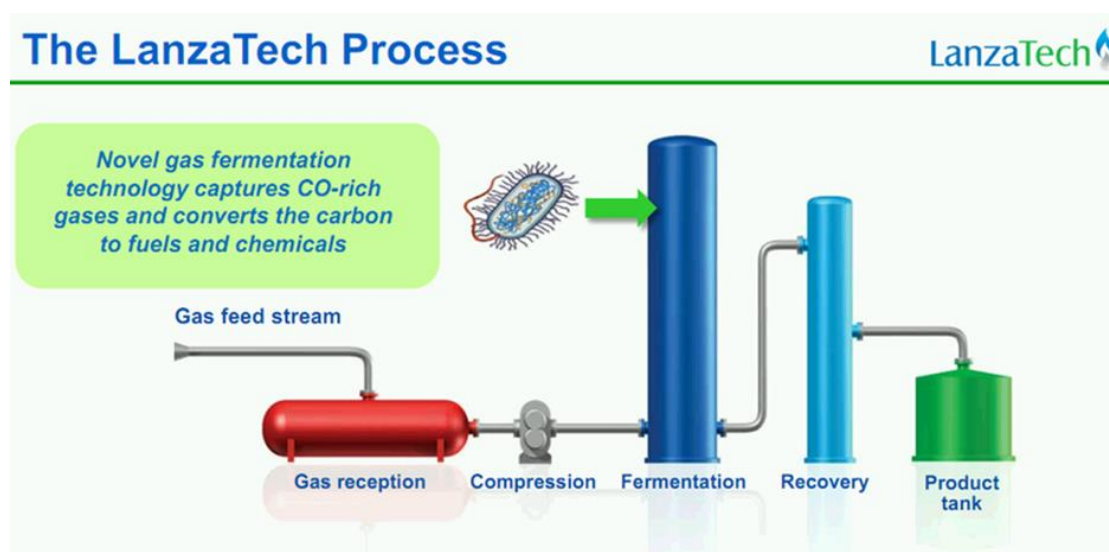 The LanzaTech Process
LanzaTech
Novel gas fermentation
technology captures CO-rich
gases and converts the carbon
to fuels and chemicals
Gas feed stream
Gas reception
Compression
Fermentation
Recovery
Product
tank